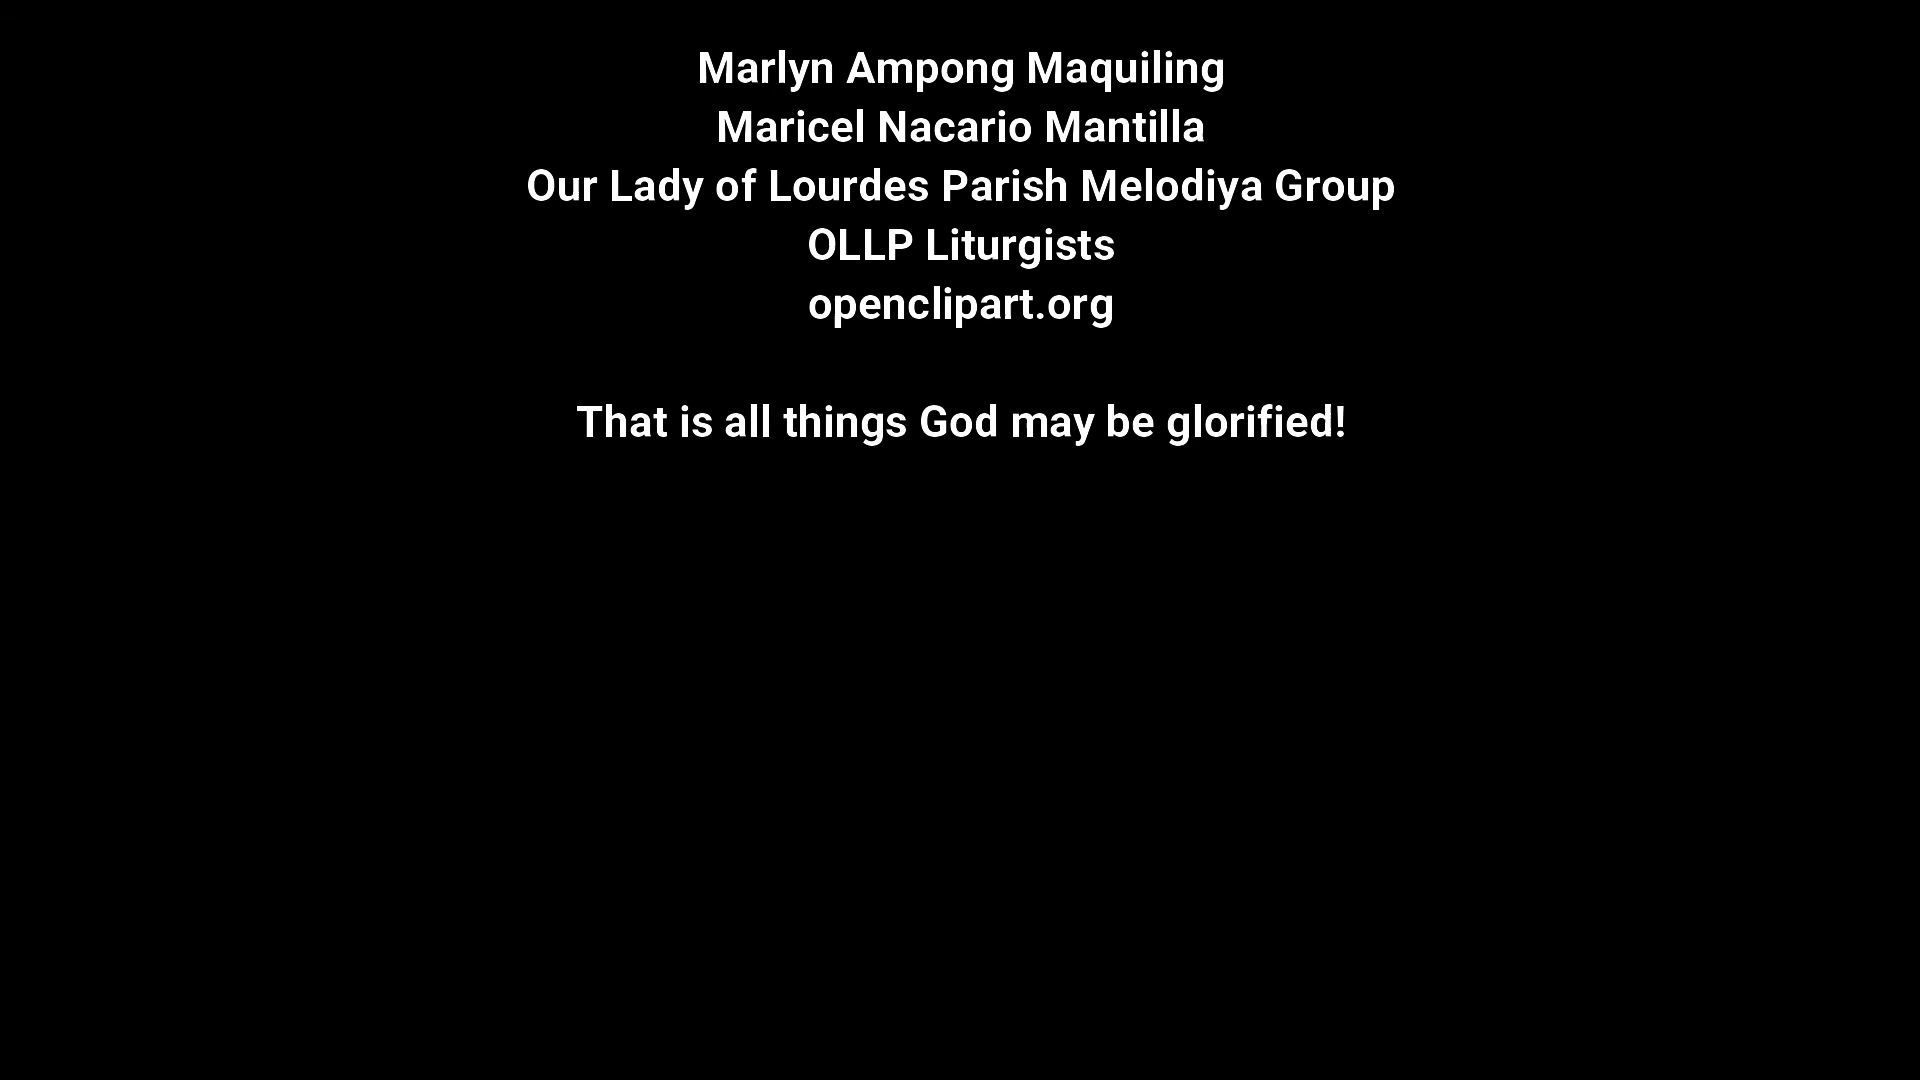 Marlyn Ampong Maquiling
Maricel Nacario Mantilla
Our Lady of Lourdes Parish Melodiya Group
OLLP Liturgists
openclipart.org
That is all things God may be glorified!